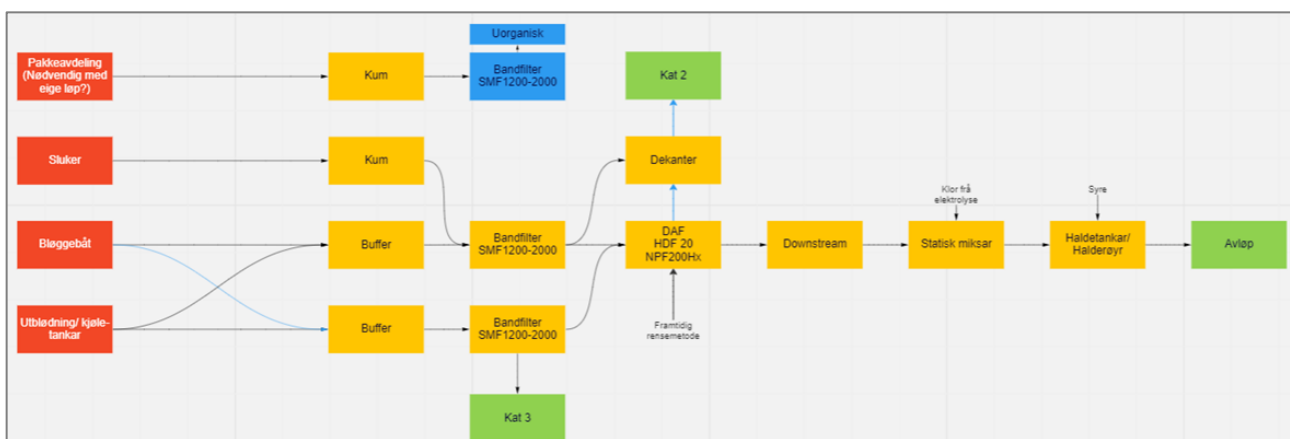 Uorganisk
Pakkeavdeling
(Nødvendig med
eige løp?)
Kum
Bandfilter
SMF1200-2000
Kat 2
Sluker
Kum
Dekanter
Klor frå
elektrolyse
Syre
Bløggebåt
Buffer
Bandfilter
SMF1200-2000
DAF
HDF 20
NPF200Hx
Downstream
Statisk miksar
Haldetankar/
Halderøyr
Avløp
Utblødning/ kjøle-
tankar
Buffer
Bandfilter
SMF1200-2000
Framtidig
rensemetode
Kat 3